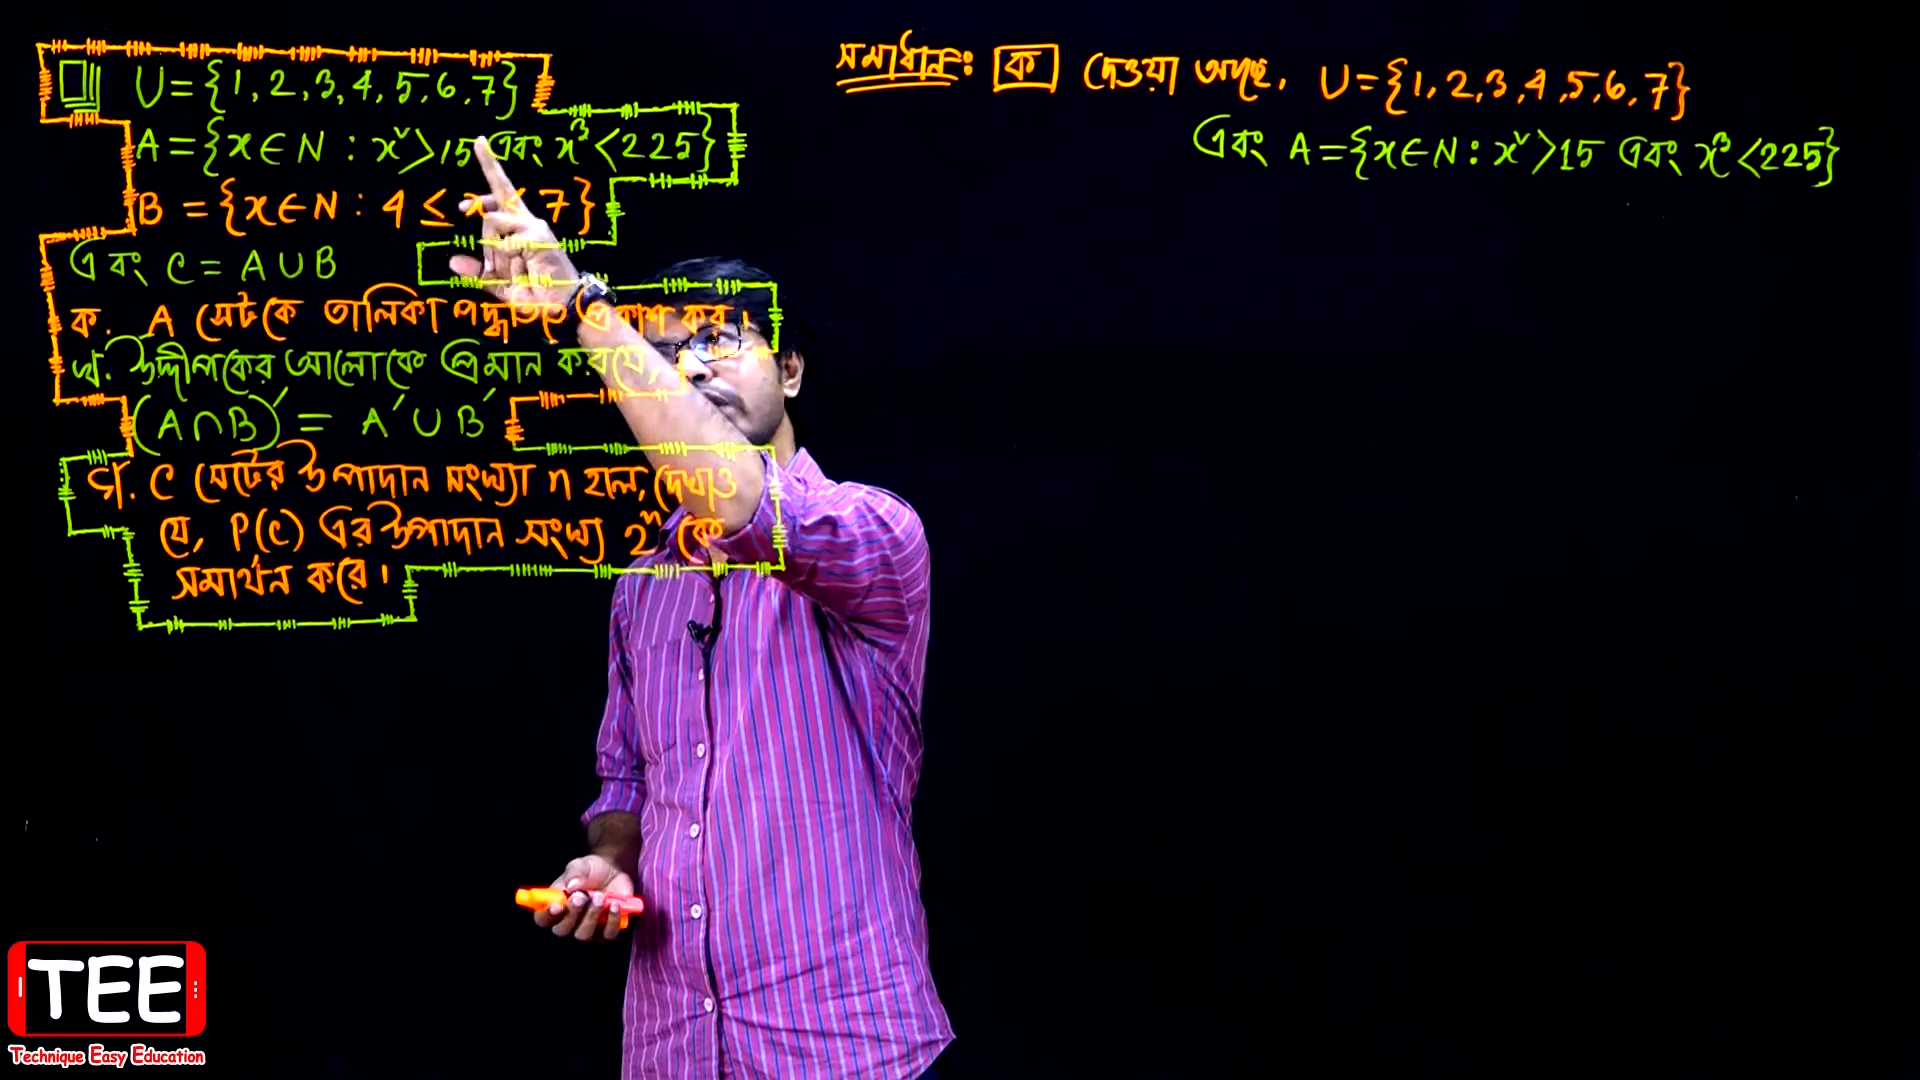 U = {1, 2, 3, 4, 5, 6, 7}
A = {x ∈ N : x² > 15 এবং x³ < 225}
B = {x ∈ N : 4 ≤ x ≤ 7}
এবং C = A ∪ B
ক. A সেটকে তালিকা পদ্ধতিতে প্রকাশ কর।
খ. উদ্দীপকের আলোকে প্রমান কর যে,
(A ∩ B)′ = A′ ∪ B′
গ. C সেটের উপাদান সংখ্যা n হলে, দেখাও
যে, P(C) এর উপাদান সংখ্য 2ⁿ কে
সমার্থন করে।
সমাধান: ক দেওয়া আছে, U = {1, 2, 3, 4, 5, 6, 7}
এবং A = {x ∈ N : x² > 15 এবং x³ < 225}
TEE
Technique Easy Education